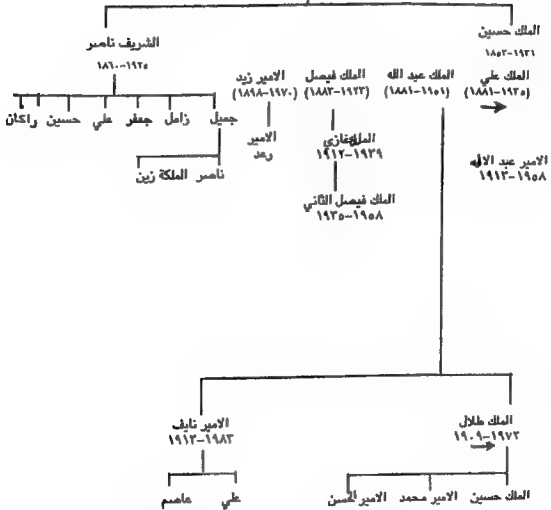 الملك حسين
١٨٥٣-١٩٣١
الشريف ناصر
١٨٦٠-١٩٢٥
الملك علي
(١٨٨١-١٩٣٥)
الملك عبد الله
(١٨٨١-١٩٥١)
الملك فيصل
(١٨٨٣-١٩٣٣)
الامير زيد
(١٨٩٨-١٩٧٠)
جميل
زامل
جعفر
علي
حسين
راكان
الامير عبد الاله
١٩١٣-١٩٥٨
الملك غازي
١٩١٢-١٩٣٩
الامير
رعد
ناصر
الملكة زين
الملك فيصل الثاني
١٩٣٥-١٩٥٨
الملك طلال
١٩٠٩-١٩٧٢
الامير نايف
١٩١٣-١٩٨٣
الملك حسين
الامير محمد
الامير الحسن
علي
عاصم